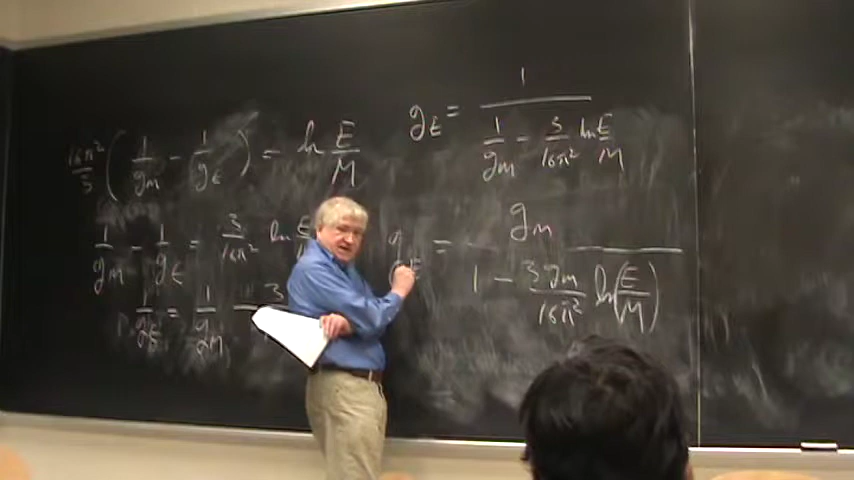 16π²/3 ( 1/g_M - 1/g_E ) = ln E/M
1/g_M - 1/g_E = 3/16π² ln E
1/g_E = 1/g_M - 3
g_E = 1 / ( 1/g_M - 3/16π² ln E/M )
g_E = g_M / ( 1 - 3g_M/16π² ln(E/M) )